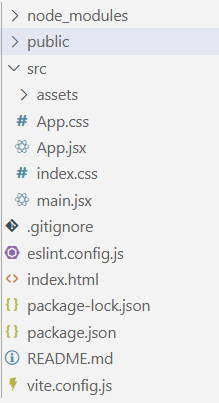 node_modules
public
src
assets
App.css
App.jsx
index.css
main.jsx
.gitignore
eslint.config.js
index.html
package-lock.json
package.json
README.md
vite.config.js